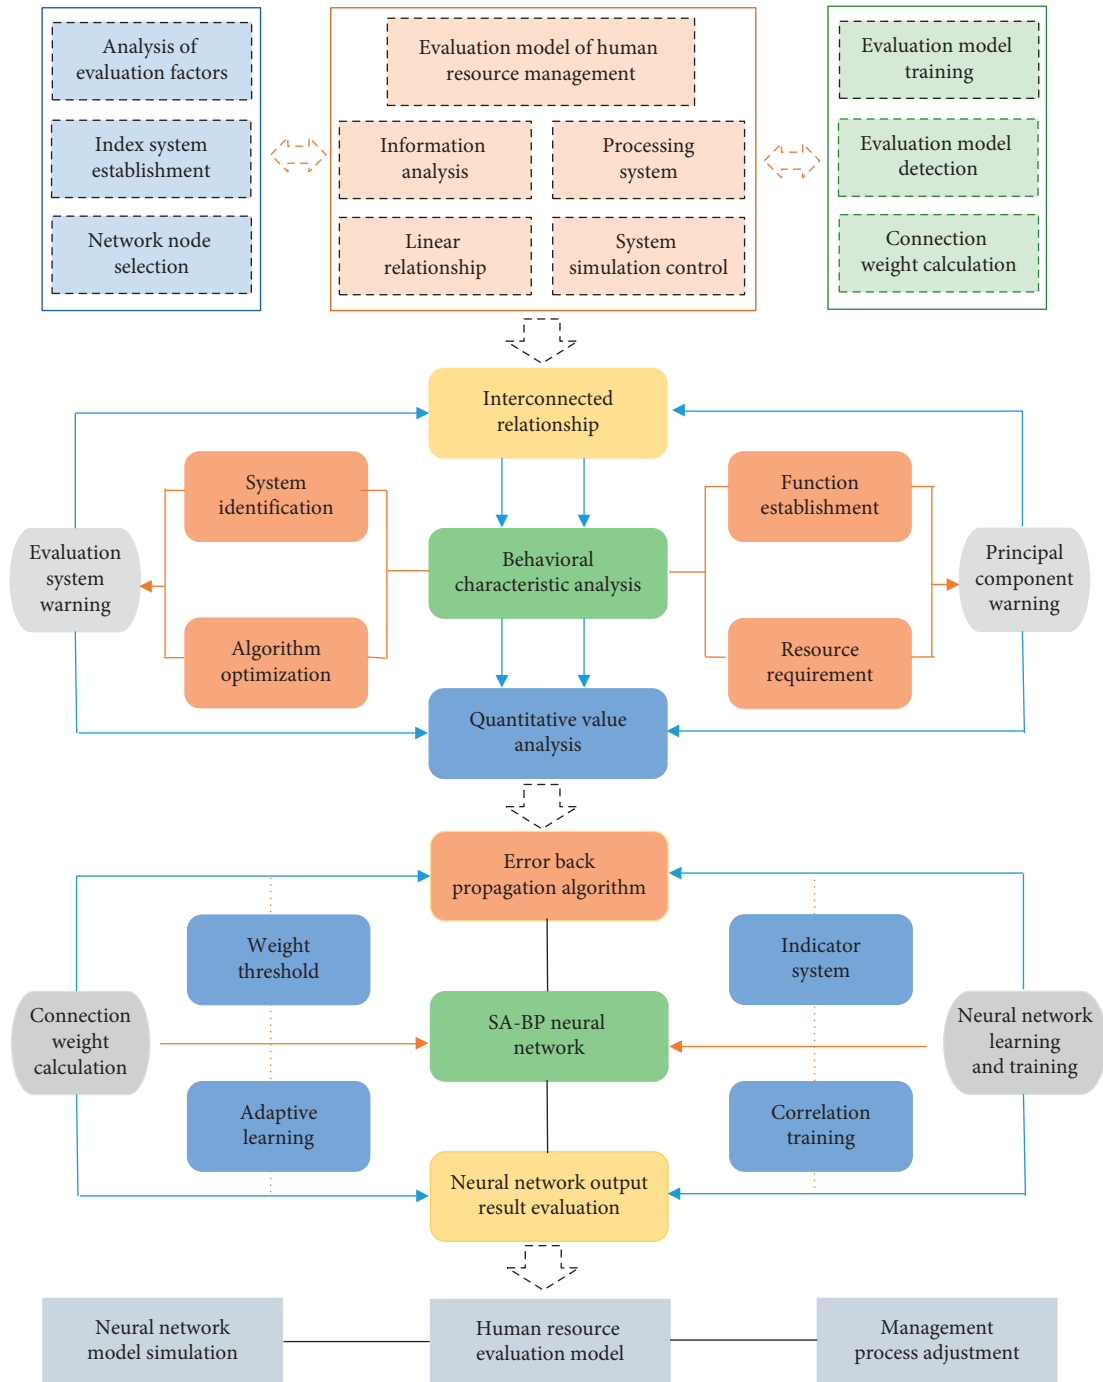 Analysis of
evaluation factors
Index system
establishment
Network node
selection
Evaluation model of human
resource management
Information
analysis
Processing
system
Linear
relationship
System
simulation control
Evaluation model
training
Evaluation model
detection
Connection
weight calculation
Interconnected
relationship
System
identification
Function
establishment
Evaluation
system
warning
Behavioral
characteristic analysis
Principal
component
warning
Algorithm
optimization
Resource
requirement
Quantitative value
analysis
Error back
propagation algorithm
Weight
threshold
Indicator
system
Connection
weight
calculation
SA-BP neural
network
Neural network
learning
and training
Adaptive
learning
Correlation
training
Neural network output
result evaluation
Neural network
model simulation
Human resource
evaluation model
Management
process adjustment